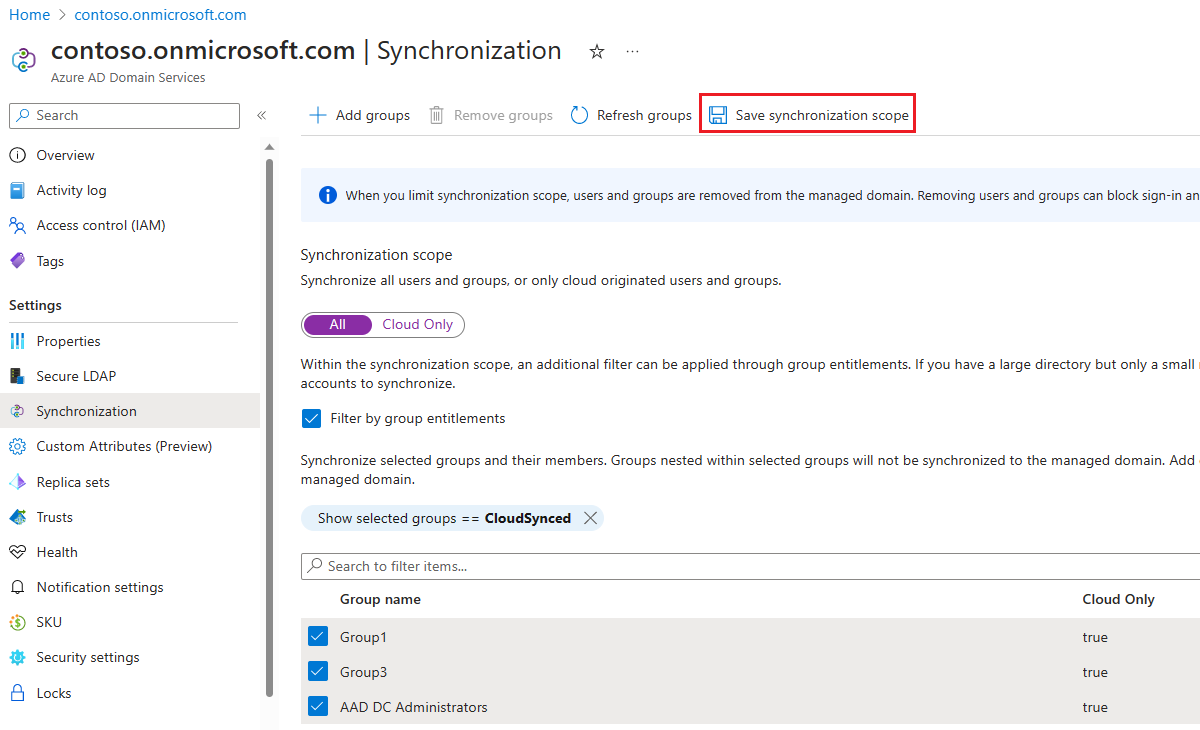 Home > contoso.onmicrosoft.com
contoso.onmicrosoft.com | Synchronization
Azure AD Domain Services
Search
Add groups Remove groups Refresh groups Save synchronization scope
Overview
Activity log
Access control (IAM)
Tags
Settings
Properties
Secure LDAP
Synchronization
Custom Attributes (Preview)
Replica sets
Trusts
Health
Notification settings
SKU
Security settings
Locks
When you limit synchronization scope, users and groups are removed from the managed domain. Removing users and groups can block sign-in an
Synchronization scope
Synchronize all users and groups, or only cloud originated users and groups.
All Cloud Only
Within the synchronization scope, an additional filter can be applied through group entitlements. If you have a large directory but only a small
accounts to synchronize.
Filter by group entitlements
Synchronize selected groups and their members. Groups nested within selected groups will not be synchronized to the managed domain. Add
managed domain.
Show selected groups == CloudSynced
Search to filter items...
Group name Cloud Only
Group1 true
Group3 true
AAD DC Administrators true